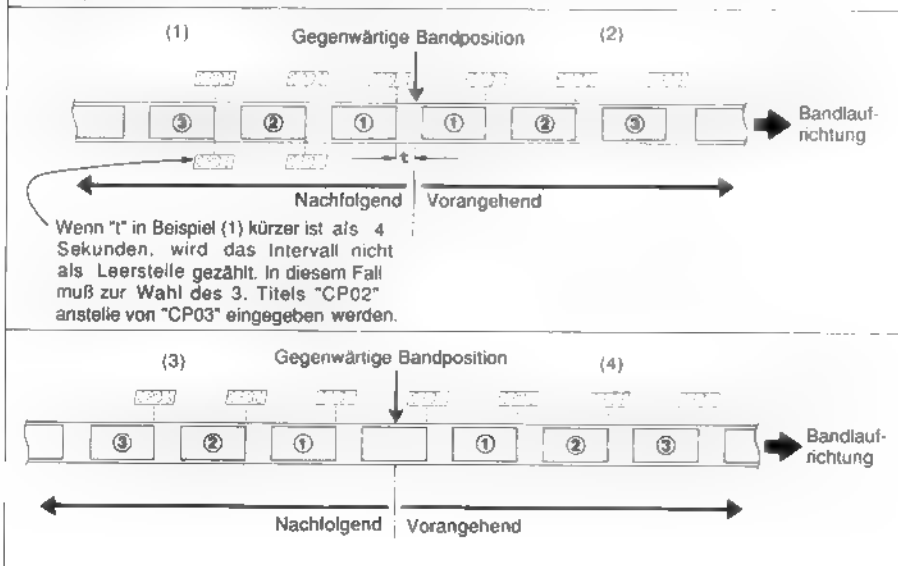 (1)
Gegenwärtige Bandposition
(2)
③ ② ① ① ② ③
Bandlauf-
richtung
t
Nachfolgend Vorangehend
Wenn "t" in Beispiel (1) kürzer ist als 4
Sekunden, wird das Intervall nicht
als Leerstelle gezählt. In diesem Fall
muß zur Wahl des 3. Titels "CP02"
anstelle von "CP03" eingegeben werden.
(3)
Gegenwärtige Bandposition
(4)
③ ② ① ① ② ③
Bandlauf-
richtung
Nachfolgend Vorangehend